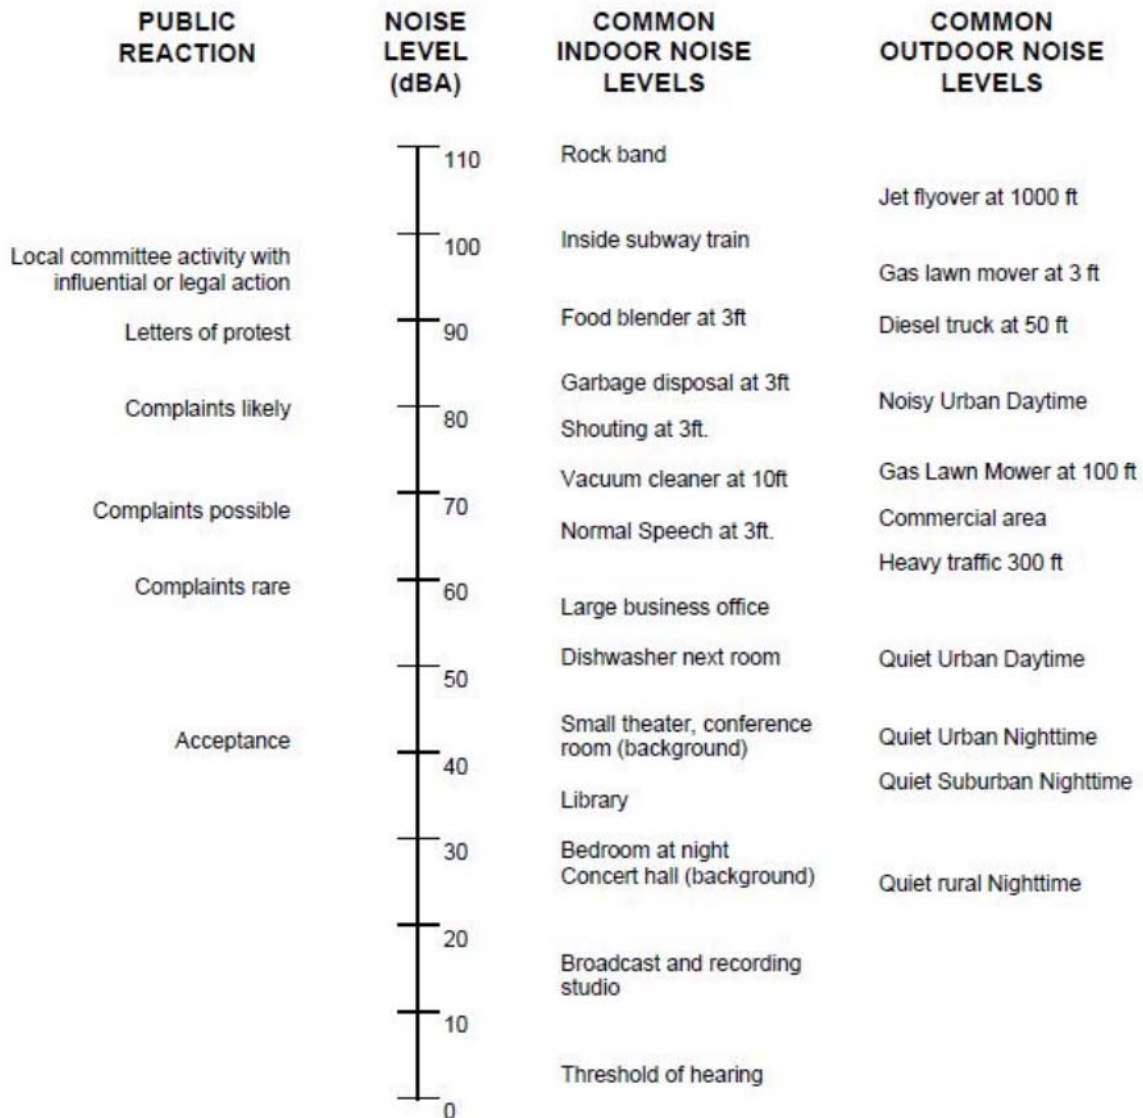 PUBLIC
REACTION
NOISE
LEVEL
(dBA)
COMMON
INDOOR NOISE
LEVELS
COMMON
OUTDOOR NOISE
LEVELS
110
Rock band
Jet flyover at 1000 ft
100
Inside subway train
Local committee activity with
influential or legal action
Gas lawn mover at 3 ft
90
Food blender at 3ft
Diesel truck at 50 ft
Letters of protest
Garbage disposal at 3ft
Noisy Urban Daytime
Complaints likely
80
Shouting at 3ft.
Vacuum cleaner at 10ft
Gas Lawn Mower at 100 ft
70
Complaints possible
Commercial area
Normal Speech at 3ft.
Heavy traffic 300 ft
Complaints rare
60
Large business office
Dishwasher next room
Quiet Urban Daytime
50
Small theater, conference
room (background)
Quiet Urban Nighttime
Acceptance
40
Quiet Suburban Nighttime
Library
30
Bedroom at night
Concert hall (background)
Quiet rural Nighttime
20
Broadcast and recording
studio
10
Threshold of hearing
0